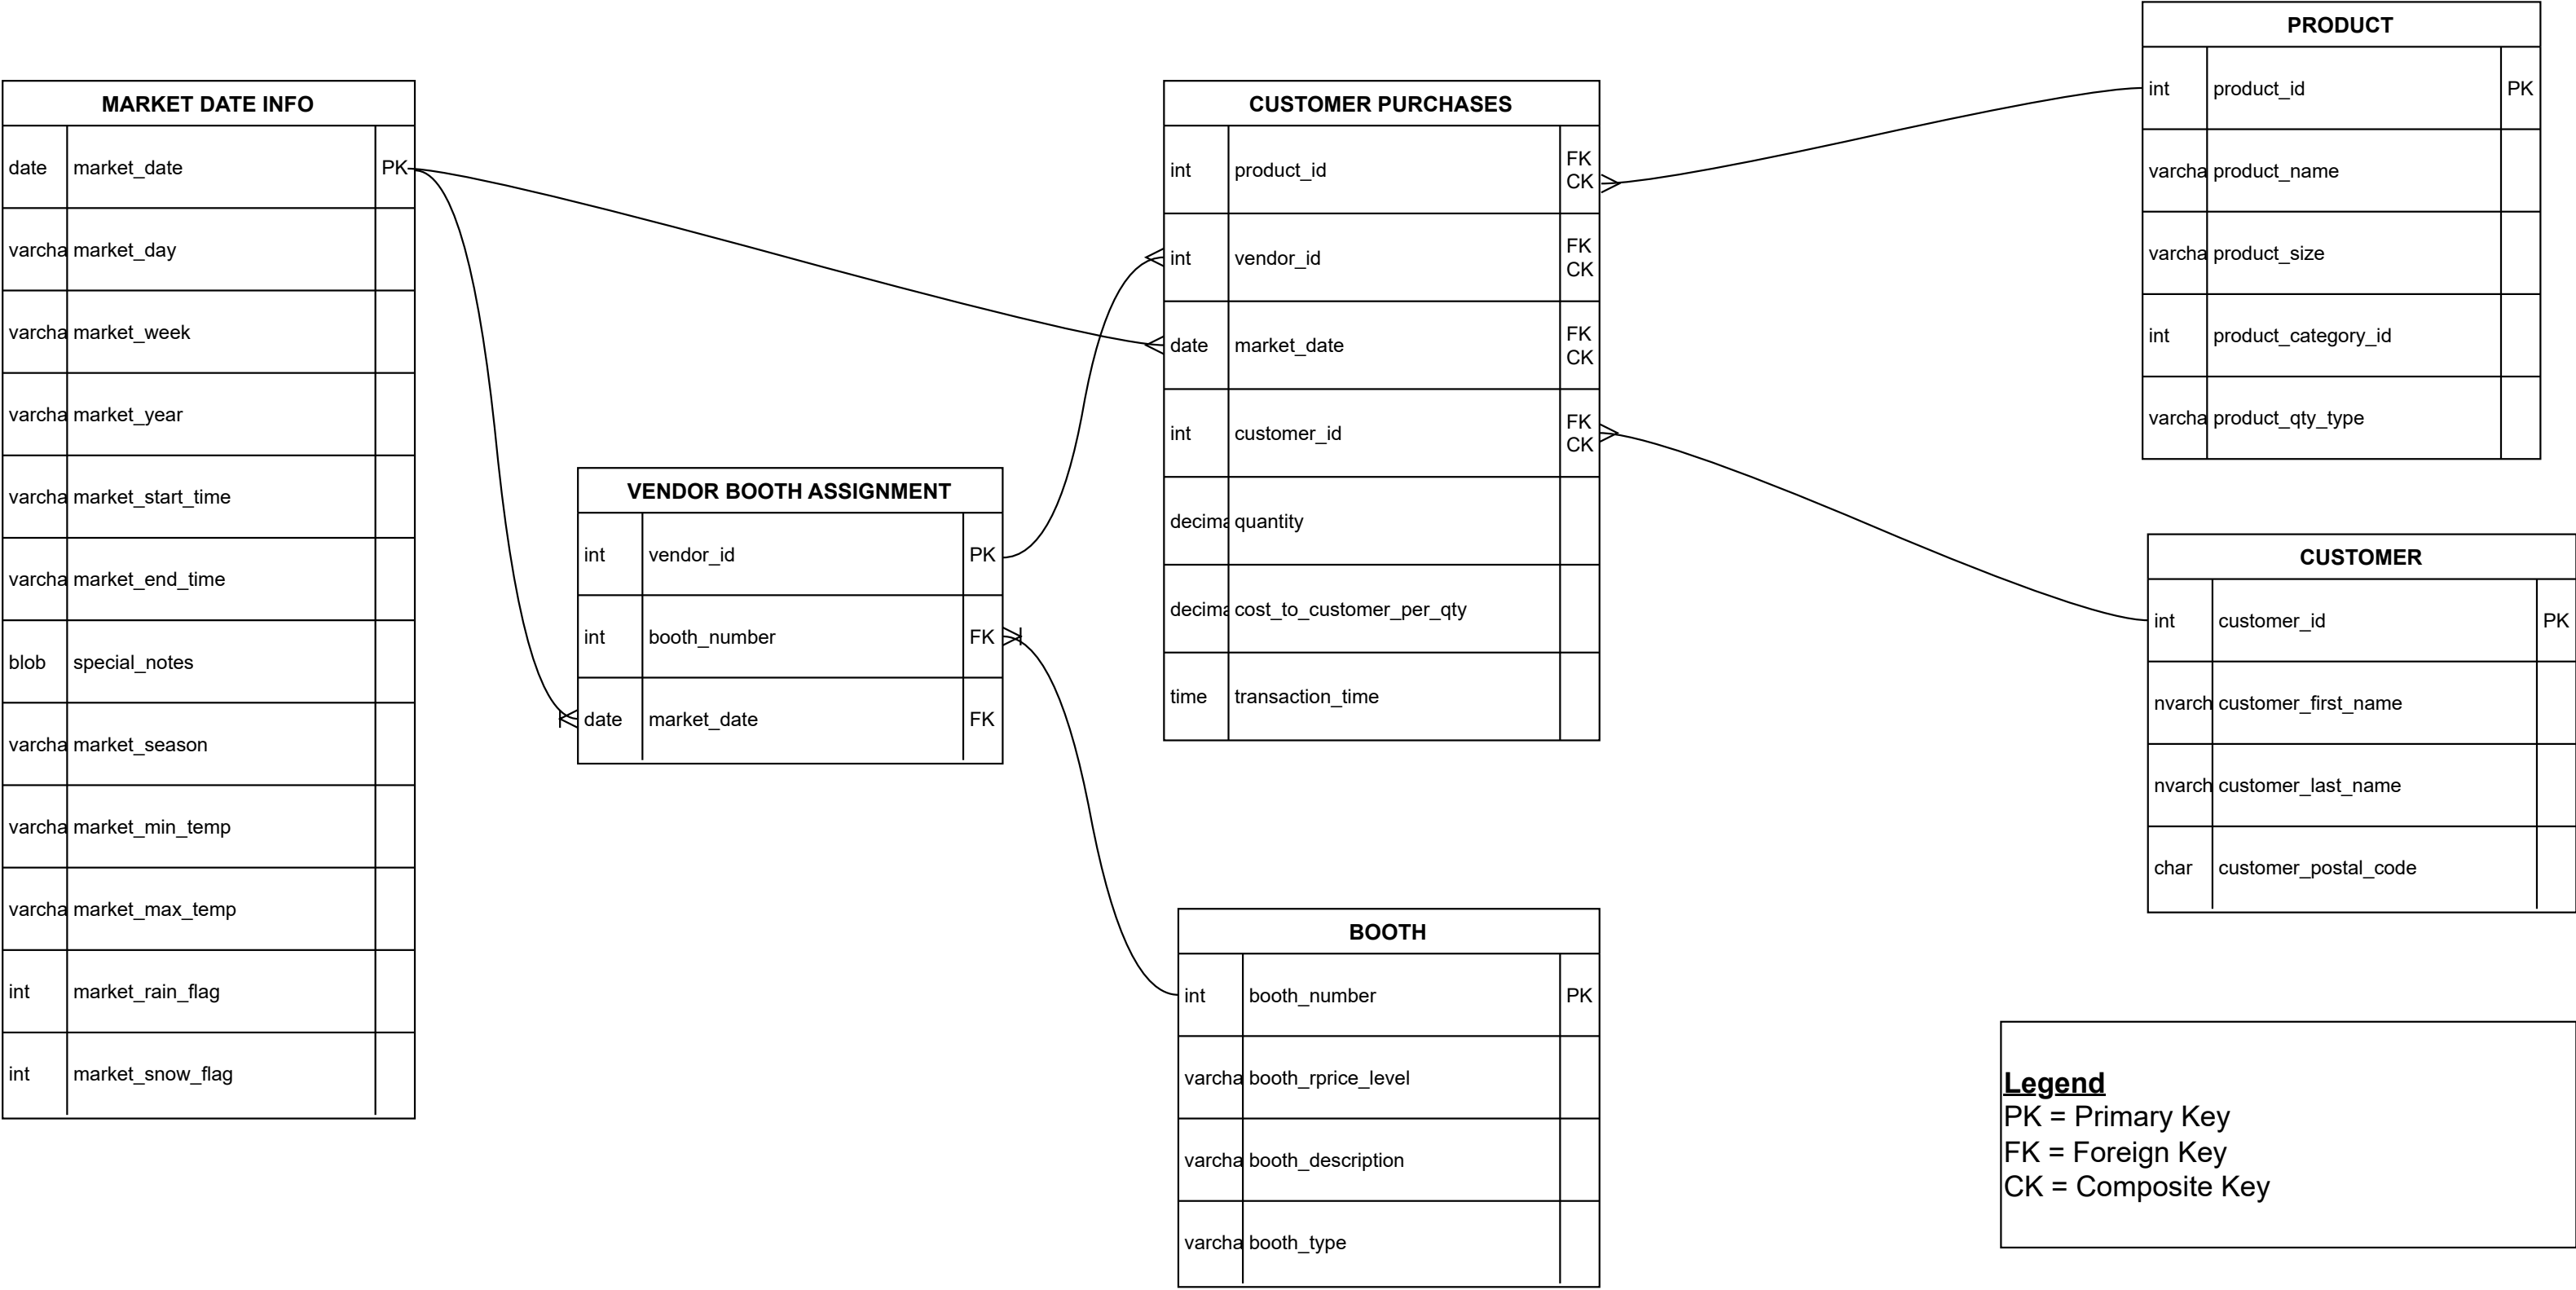 MARKET DATE INFO
date market_date PK
varcha market_day
varcha market_week
varcha market_year
varcha market_start_time
varcha market_end_time
blob special_notes
varcha market_season
varcha market_min_temp
varcha market_max_temp
int market_rain_flag
int market_snow_flag
VENDOR BOOTH ASSIGNMENT
int vendor_id PK
int booth_number FK
date market_date FK
CUSTOMER PURCHASES
int product_id FK
CK
int vendor_id FK
CK
date market_date FK
CK
int customer_id FK
CK
decima quantity
decima cost_to_customer_per_qty
time transaction_time
BOOTH
int booth_number PK
varcha booth_rprice_level
varcha booth_description
varcha booth_type
PRODUCT
int product_id PK
varcha product_name
varcha product_size
int product_category_id
varcha product_qty_type
CUSTOMER
int customer_id PK
nvarch customer_first_name
nvarch customer_last_name
char customer_postal_code
Legend
PK = Primary Key
FK = Foreign Key
CK = Composite Key